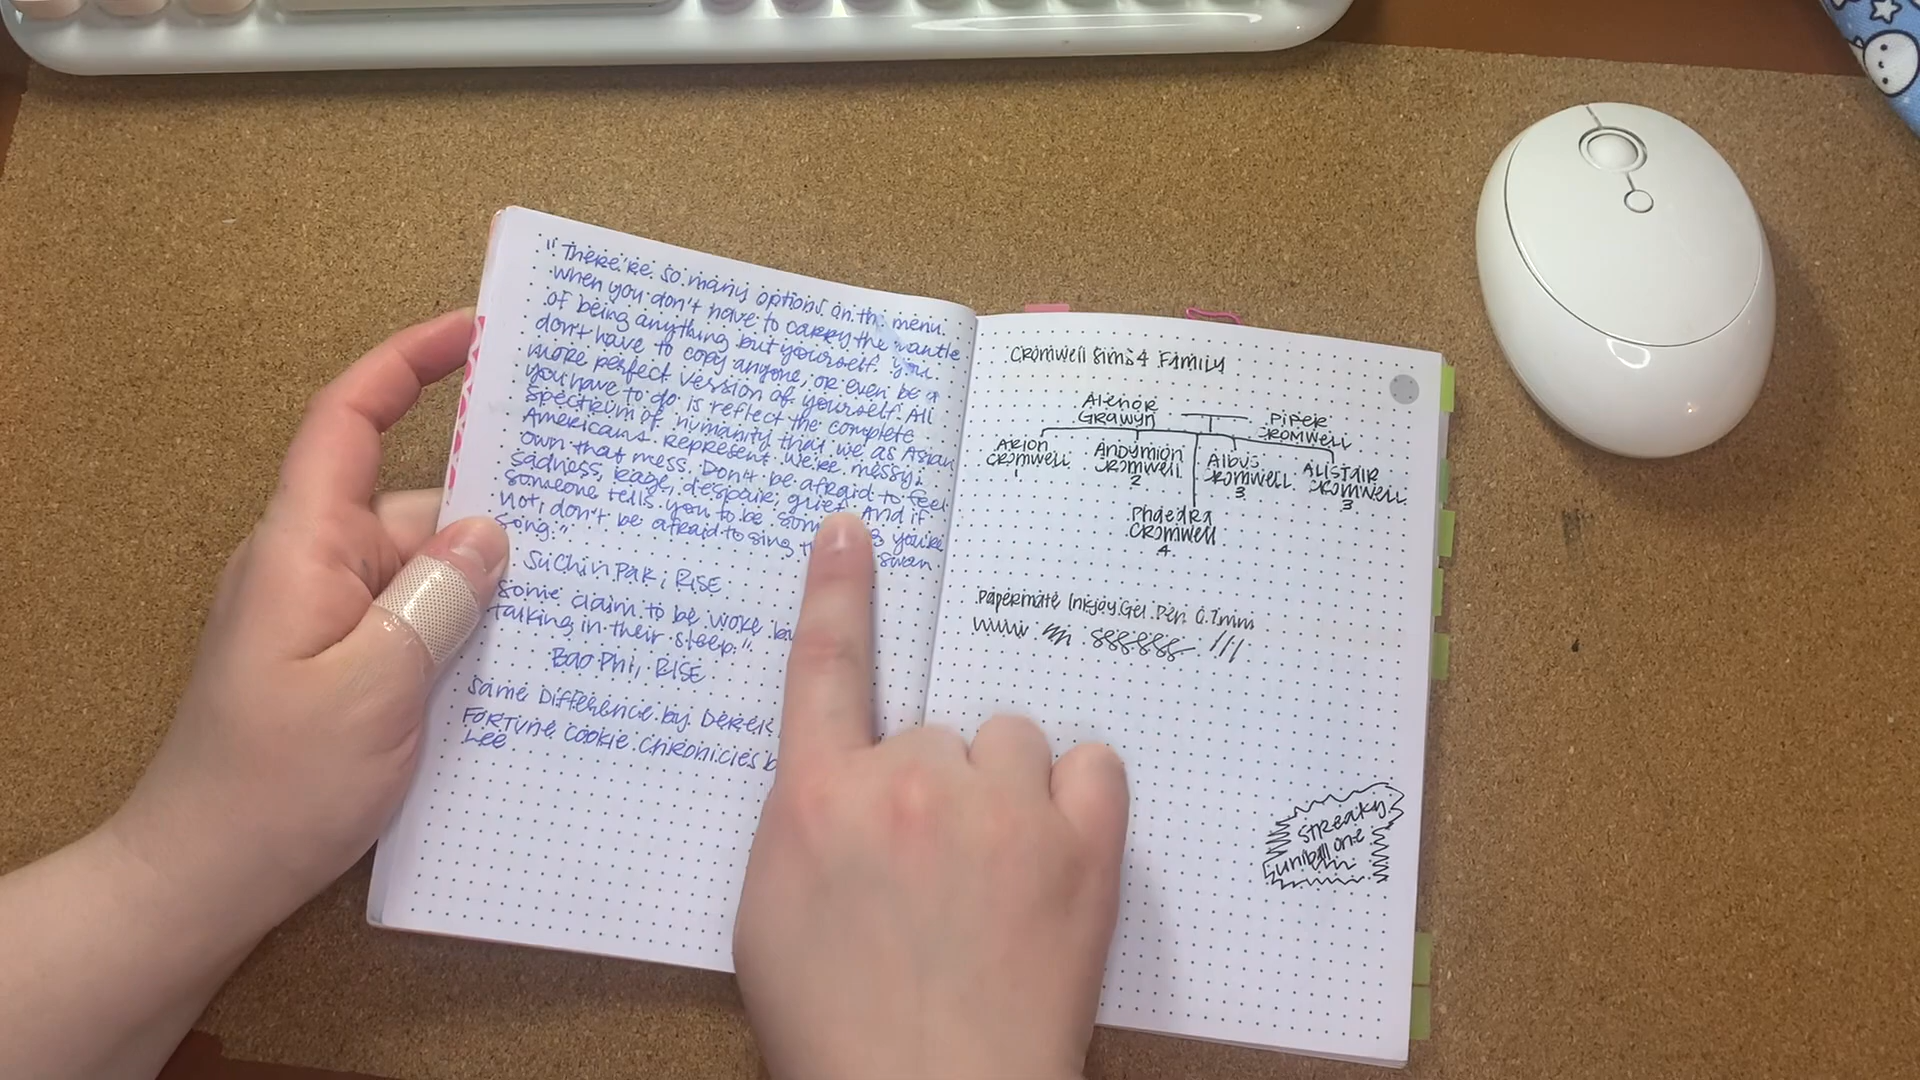 "There're so many options on the menu
when you don't have to carry the mantle
of being anything but yourself. You
don't have to copy anyone, or even be a
more perfect version of yourself. All
you have to do is reflect the complete
spectrum of humanity that we as Asian
Americans represent. We're messy;
own that mess. Don't be afraid to feel
sadness, rage, despair, grief. And if
someone tells you to be you're
not, don't be afraid to sing swan
song."
SuChin Pak, RISE
some claim to be woke
talking in their sleep."
Bao Phi, RISE
Same Difference by Derek
Fortune Cookie Chronicles
Lee
Cromwell Sims 4 Family
Alenor
Grawyn
Piper
Cromwell
Arion
Cromwell
1
Andymion
Cromwell
2
Albus
Cromwell
3
Alistair
Cromwell
3
Phaedra
Cromwell
4
Papermate Inkjoy Gel Pen 0.7mm
streaky
uniball one